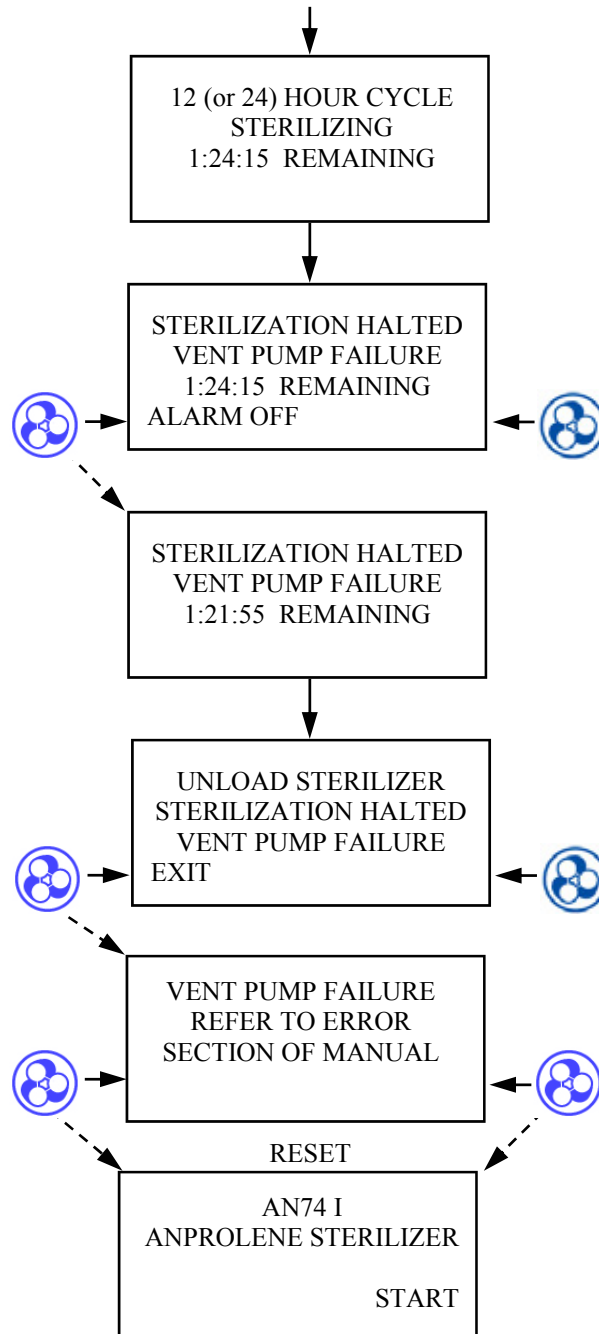 12 (or 24) HOUR CYCLE
STERILIZING
1:24:15 REMAINING
STERILIZATION HALTED
VENT PUMP FAILURE
1:24:15 REMAINING
ALARM OFF
STERILIZATION HALTED
VENT PUMP FAILURE
1:21:55 REMAINING
UNLOAD STERILIZER
STERILIZATION HALTED
VENT PUMP FAILURE
EXIT
VENT PUMP FAILURE
REFER TO ERROR
SECTION OF MANUAL
RESET
AN74 I
ANPROLENE STERILIZER
START